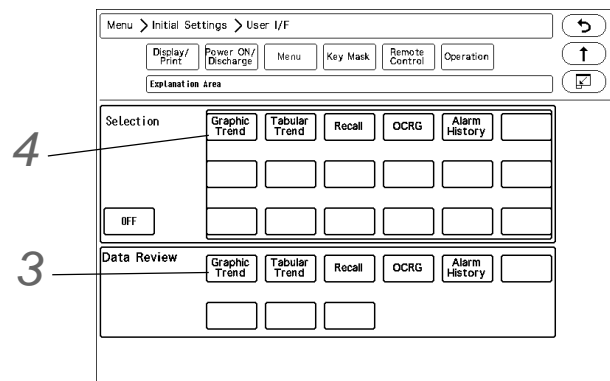 Menu > Initial Settings > User I/F
Display/
Print
Power ON/
Discharge
Menu
Key Mask
Remote
Control
Operation
Explanation Area
Selection
Graphic
Trend
Tabular
Trend
Recall
OCRG
Alarm
History
4
OFF
Data Review
Graphic
Trend
Tabular
Trend
Recall
OCRG
Alarm
History
3